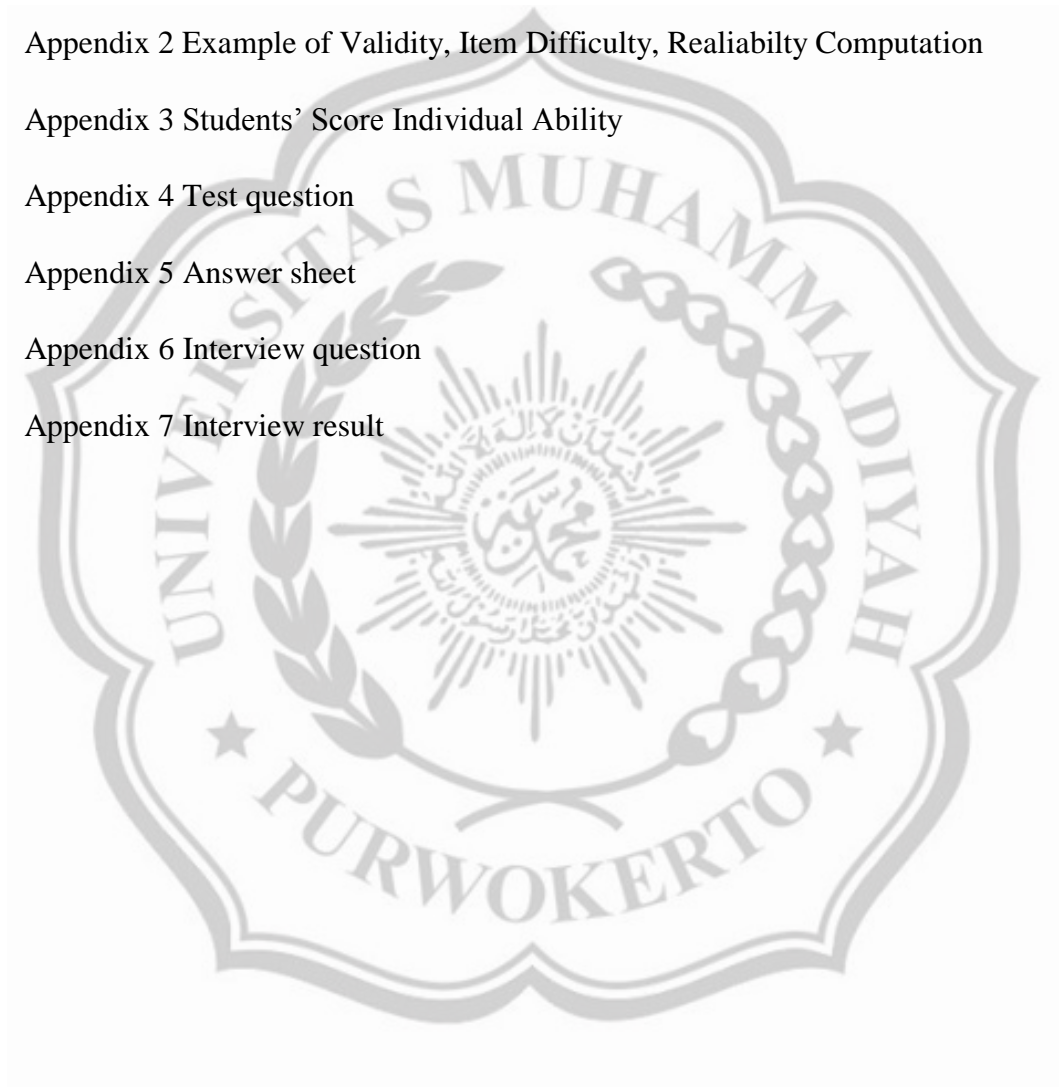 Appendix 2 Example of Validity, Item Difficulty, Realiabilty Computation
Appendix 3 Students’ Score Individual Ability
Appendix 4 Test question
Appendix 5 Answer sheet
Appendix 6 Interview question
Appendix 7 Interview result
UNIVERSITAS MUHAMMADIYAH
PURWOKERTO